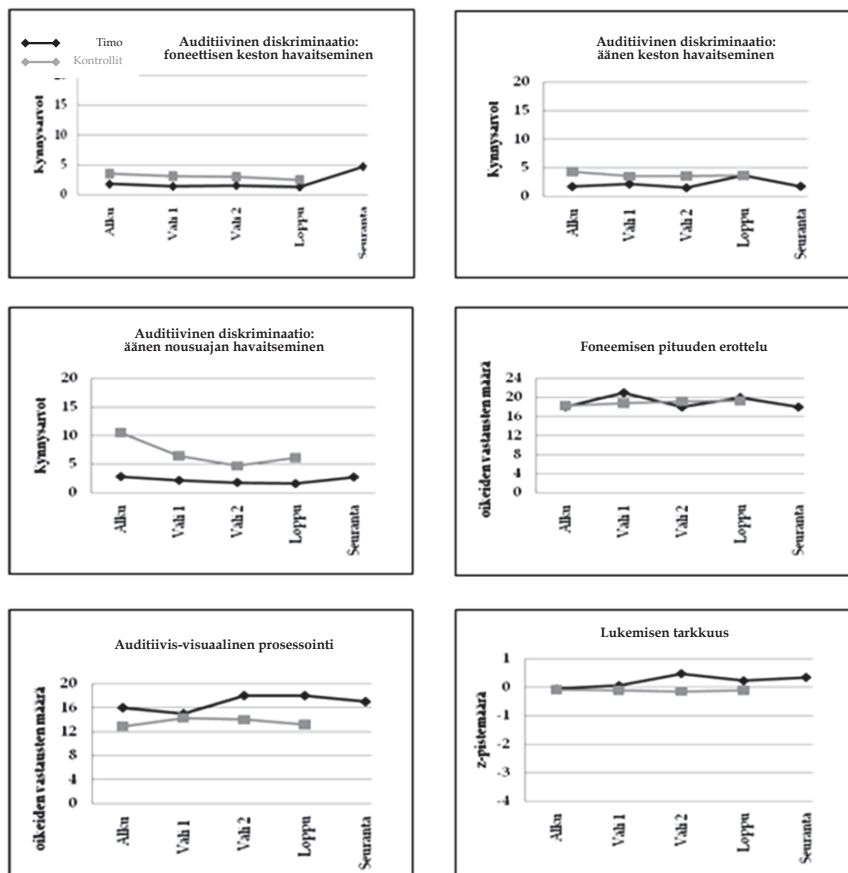 Timo
Kontrollit
Auditiivinen diskriminaatio:
foneettisen keston havaitseminen
Kynnysarvot
20
15
10
5
0
Alku
Väli 1
Väli 2
Loppu
Seuranta
Auditiivinen diskriminaatio:
äänen keston havaitseminen
Kynnysarvot
20
15
10
5
0
Alku
Väli 1
Väli 2
Loppu
Seuranta
Auditiivinen diskriminaatio:
äänen nousuajan havaitseminen
Kynnysarvot
20
15
10
5
0
Alku
Väli 1
Väli 2
Loppu
Seuranta
Foneemisen pituuden erottelu
oikeiden vastausten määrä
24
20
16
12
8
4
0
Alku
Väli 1
Väli 2
Loppu
Seuranta
Auditiivis-visuaalinen prosessointi
oikeiden vastausten määrä
20
16
12
8
4
0
Alku
Väli 1
Väli 2
Loppu
Seuranta
Lukemisen tarkkuus
z-pistemäärä
1
0
-1
-2
-3
-4
Alku
Väli 1
Väli 2
Loppu
Seuranta